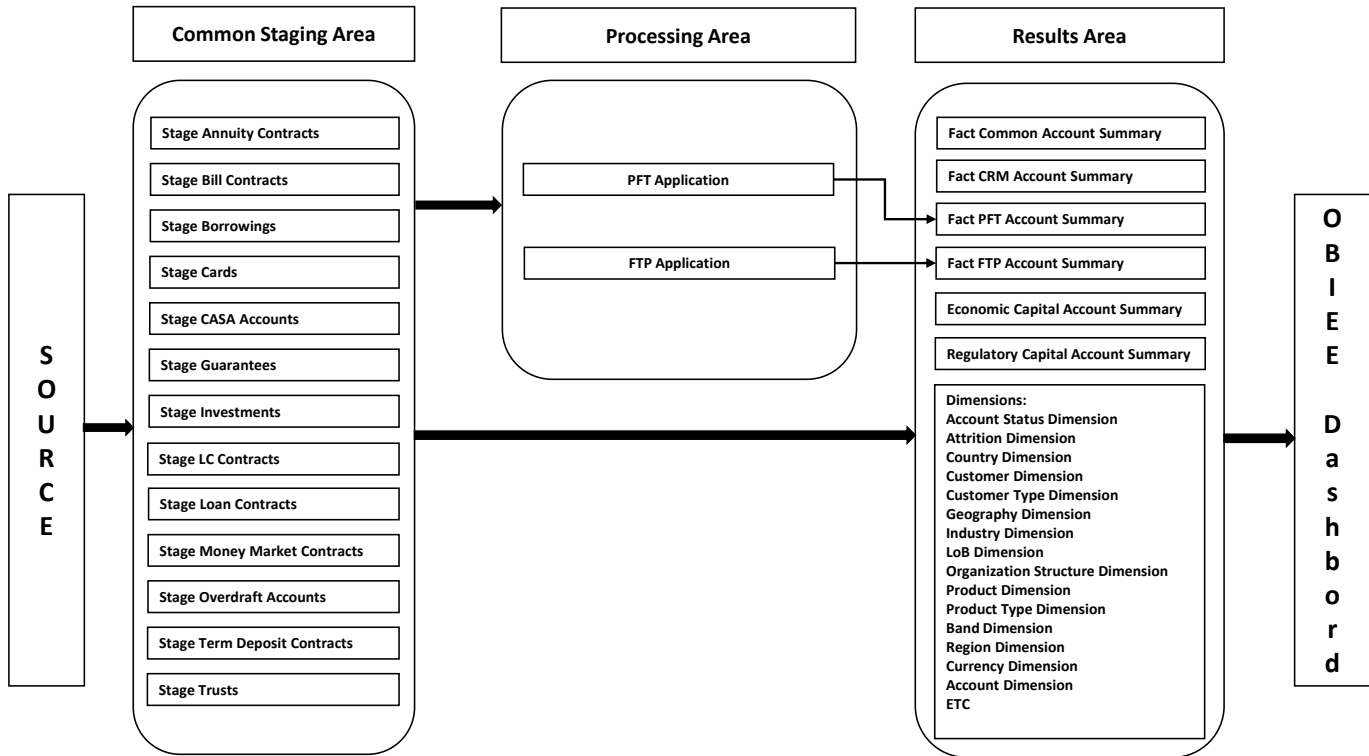 Common Staging Area
Processing Area
Results Area
SOURCE
Stage Annuity Contracts
Stage Bill Contracts
Stage Borrowings
Stage Cards
Stage CASA Accounts
Stage Guarantees
Stage Investments
Stage LC Contracts
Stage Loan Contracts
Stage Money Market Contracts
Stage Overdraft Accounts
Stage Term Deposit Contracts
Stage Trusts
PFT Application
FTP Application
Fact Common Account Summary
Fact CRM Account Summary
Fact PFT Account Summary
Fact FTP Account Summary
Economic Capital Account Summary
Regulatory Capital Account Summary
Dimensions:
Account Status Dimension
Attrition Dimension
Country Dimension
Customer Dimension
Customer Type Dimension
Geography Dimension
Industry Dimension
LoB Dimension
Organization Structure Dimension
Product Dimension
Product Type Dimension
Band Dimension
Region Dimension
Currency Dimension
Account Dimension
ETC
OBIEE Dashbord